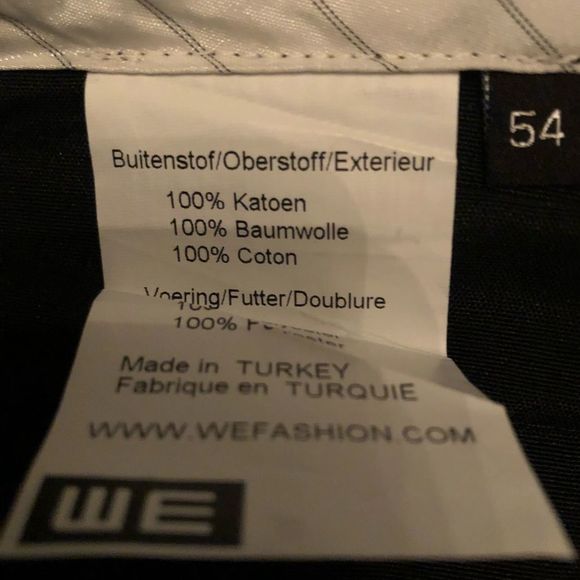 54
Buitenstof/Oberstoff/Exterieur
100% Katoen
100% Baumwolle
100% Coton
Voering/Futter/Doublure
100%
Made in TURKEY
Fabrique en TURQUIE
WWW.WEFASHION.COM
WE